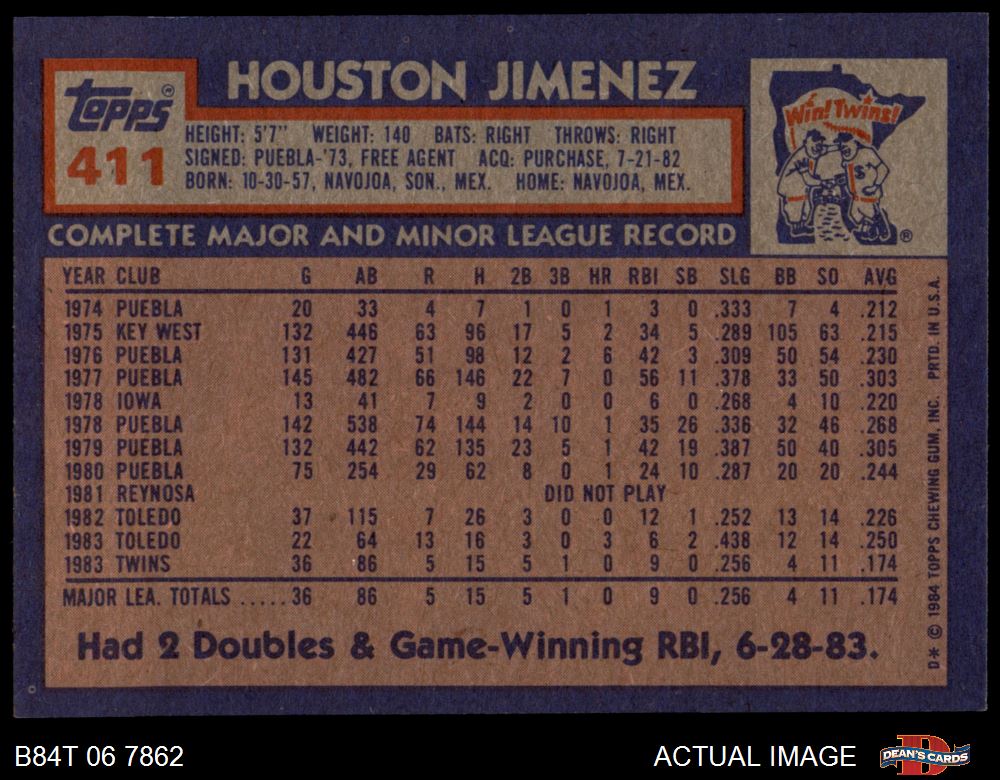 HOUSTON JIMENEZ
Topps®
411
HEIGHT: 5'7" WEIGHT: 140 BATS: RIGHT THROWS: RIGHT
SIGNED: PUEBLA-'73, FREE AGENT ACQ: PURCHASE, 7-21-82
BORN: 10-30-57, NAVOJOA, SON., MEX. HOME: NAVOJOA, MEX.
Win! Twins!
M
S
®
COMPLETE MAJOR AND MINOR LEAGUE RECORD
YEAR CLUB G AB R H 2B 3B HR RBI SB SLG BB SO AVG
1974 PUEBLA 20 33 4 7 1 0 1 3 0 .333 7 4 .212
1975 KEY WEST 132 446 63 96 17 5 2 34 5 .289 105 63 .215
1976 PUEBLA 131 427 51 98 12 2 6 42 3 .309 50 54 .230
1977 PUEBLA 145 482 66 146 22 7 0 56 11 .378 33 50 .303
1978 IOWA 13 41 7 9 2 0 0 6 0 .268 4 10 .220
1978 PUEBLA 142 538 74 144 14 10 1 35 26 .336 32 46 .268
1979 PUEBLA 132 442 62 135 23 5 1 42 19 .387 50 40 .305
1980 PUEBLA 75 254 29 62 8 0 1 24 10 .287 20 20 .244
1981 REYNOSA DID NOT PLAY
1982 TOLEDO 37 115 7 26 3 0 0 12 1 .252 13 14 .226
1983 TOLEDO 22 64 13 16 3 0 3 6 2 .438 12 14 .250
1983 TWINS 36 86 5 15 5 1 0 9 0 .256 4 11 .174
MAJOR LEA. TOTALS .....36 86 5 15 5 1 0 9 0 .256 4 11 .174
Had 2 Doubles & Game-Winning RBI, 6-28-83.
D* © 1984 TOPPS CHEWING GUM, INC. PRTD. IN U.S.A.
B84T 06 7862
ACTUAL IMAGE
DEAN'S CARDS